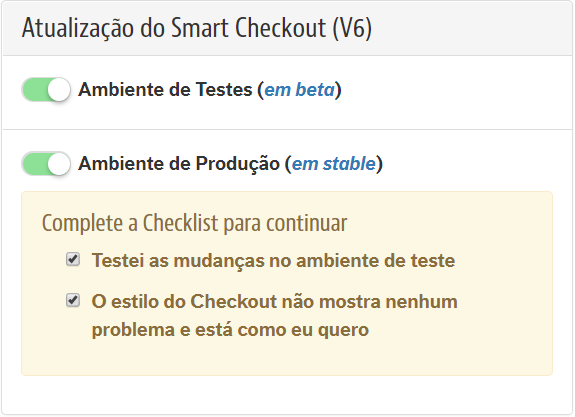 Atualização do Smart Checkout (V6)
Ambiente de Testes (em beta)
Ambiente de Produção (em stable)
Complete a Checklist para continuar
Testei as mudanças no ambiente de teste
O estilo do Checkout não mostra nenhum
problema e está como eu quero